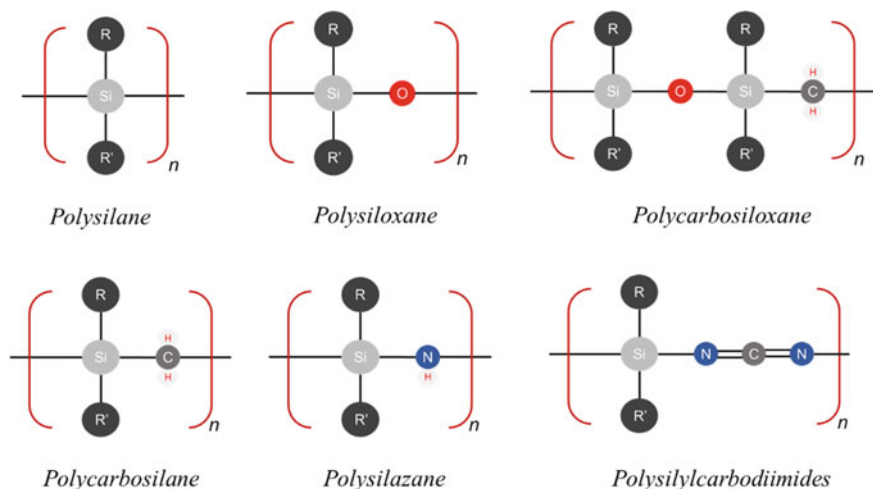 R R R R
Si Si O Si O Si C H H
R' R' R' R'
n n n
Polysilane Polysiloxane Polycarbosiloxane
R R R
Si C H H Si N H Si N C N
R' R' R'
n n n
Polycarbosilane Polysilazane Polysilylcarbodiimides